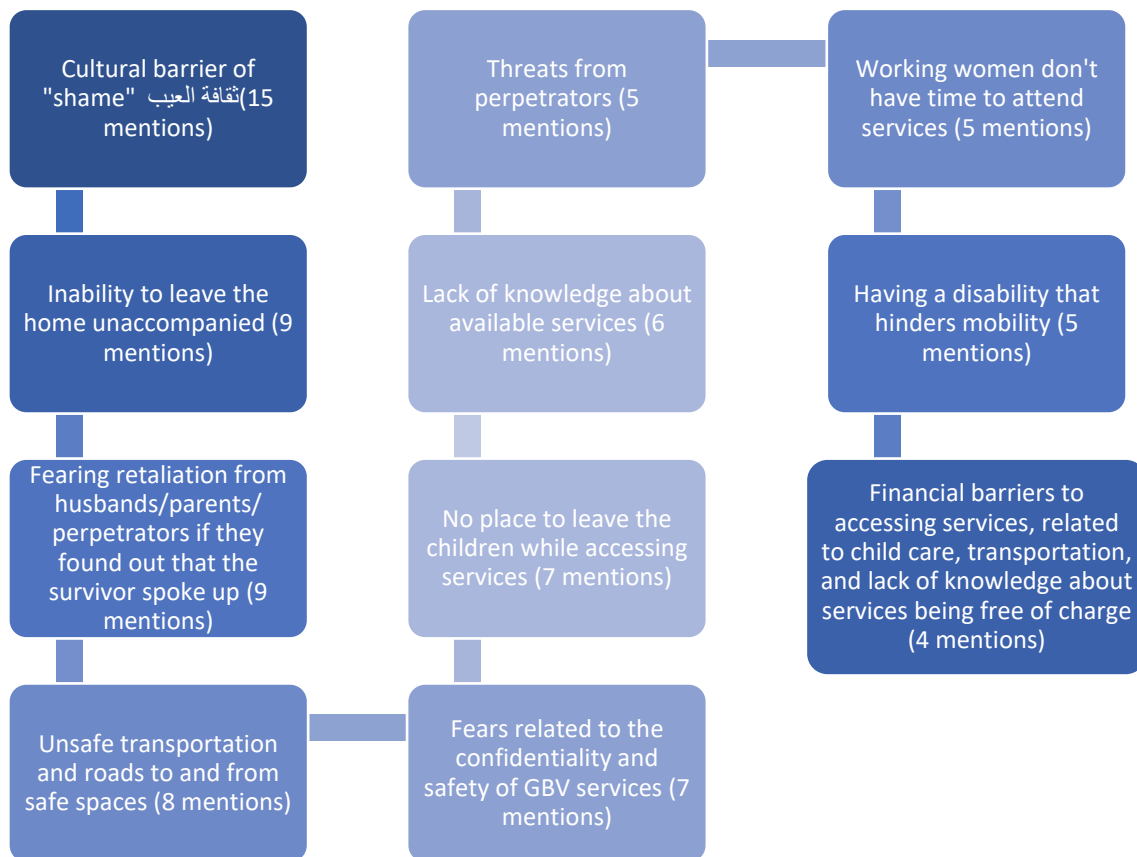 Cultural barrier of
"shame" ثقافة العيب (15
mentions)
Inability to leave the
home unaccompanied (9
mentions)
Fearing retaliation from
husbands/parents/
perpetrators if they
found out that the
survivor spoke up (9
mentions)
Unsafe transportation
and roads to and from
safe spaces (8 mentions)
Fears related to the
confidentiality and
safety of GBV services (7
mentions)
No place to leave the
children while accessing
services (7 mentions)
Lack of knowledge about
available services (6
mentions)
Threats from
perpetrators (5
mentions)
Working women don't
have time to attend
services (5 mentions)
Having a disability that
hinders mobility (5
mentions)
Financial barriers to
accessing services, related
to child care, transportation,
and lack of knowledge about
services being free of charge
(4 mentions)